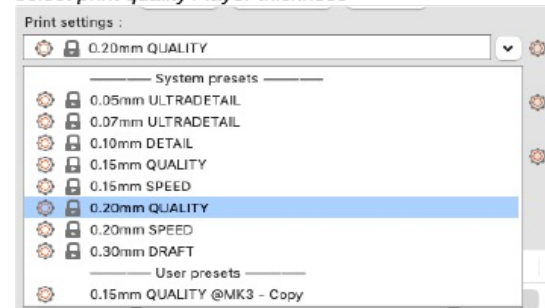 Print settings :
0.20mm QUALITY
System presets
0.05mm ULTRADETAIL
0.07mm ULTRADETAIL
0.10mm DETAIL
0.15mm QUALITY
0.15mm SPEED
0.20mm QUALITY
0.20mm SPEED
0.30mm DRAFT
User presets
0.15mm QUALITY @MK3 - Copy